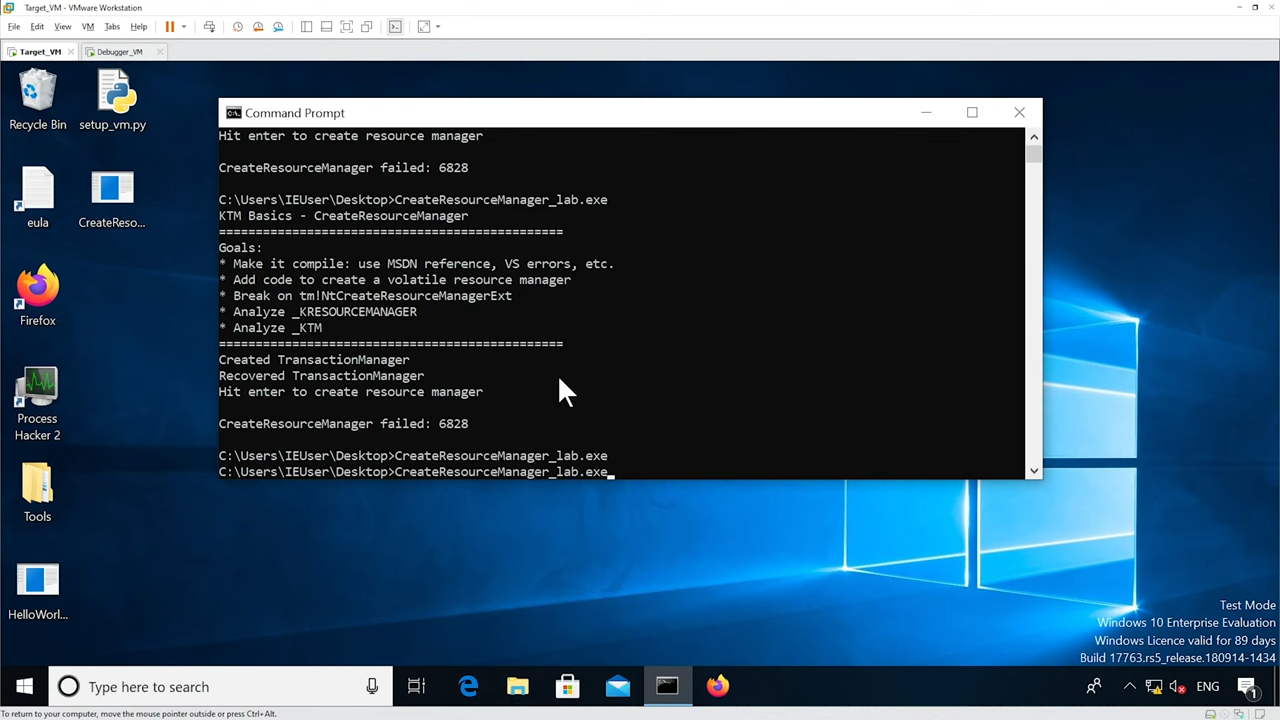 Target_VM - VMware Workstation
File Edit View VM Tabs Help
Target_VM
Debugger_VM
Recycle Bin
setup_vm.py
eula
CreateReso...
Firefox
Process
Hacker 2
Tools
HelloWorl...
Command Prompt
Hit enter to create resource manager
CreateResourceManager failed: 6828
C:\Users\IEUser\Desktop>CreateResourceManager_lab.exe
KTM Basics - CreateResourceManager
===============================================
Goals:
* Make it compile: use MSDN reference, VS errors, etc.
* Add code to create a volatile resource manager
* Break on tm!NtCreateResourceManagerExt
* Analyze _KRESOURCEMANAGER
* Analyze _KTM
===============================================
Created TransactionManager
Recovered TransactionManager
Hit enter to create resource manager
CreateResourceManager failed: 6828
C:\Users\IEUser\Desktop>CreateResourceManager_lab.exe
C:\Users\IEUser\Desktop>CreateResourceManager_lab.exe
Test Mode
Windows 10 Enterprise Evaluation
Windows Licence valid for 89 days
Build 17763.rs5_release.180914-1434
Type here to search
ENG
1
To return to your computer, move the mouse pointer outside or press Ctrl+Alt.